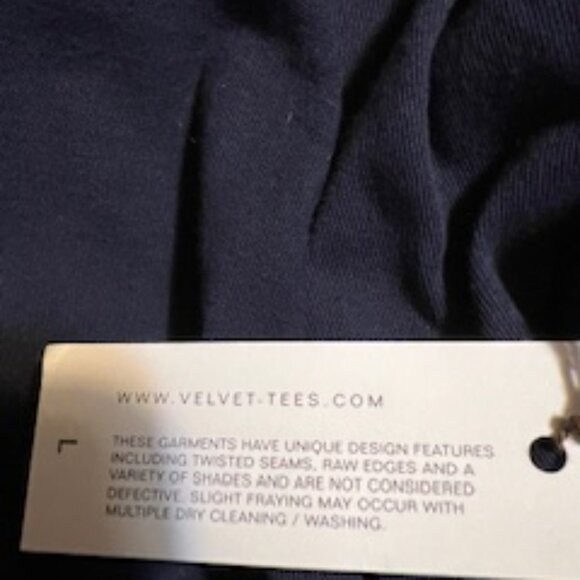 WWW.VELVET-TEES.COM
L
THESE GARMENTS HAVE UNIQUE DESIGN FEATURES
INCLUDING TWISTED SEAMS, RAW EDGES AND A
VARIETY OF SHADES AND ARE NOT CONSIDERED
DEFECTIVE. SLIGHT FRAYING MAY OCCUR WITH
MULTIPLE DRY CLEANING / WASHING.